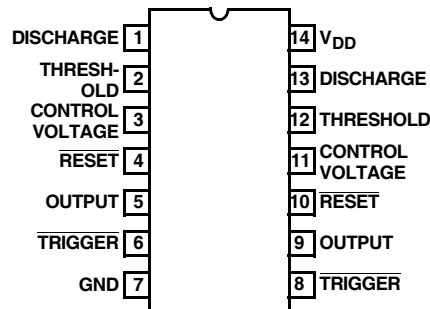 DISCHARGE 1
THRESH-
OLD 2
CONTROL
VOLTAGE 3
RESET 4
OUTPUT 5
TRIGGER 6
GND 7
14 VDD
13 DISCHARGE
12 THRESHOLD
11 CONTROL
VOLTAGE
10 RESET
9 OUTPUT
8 TRIGGER